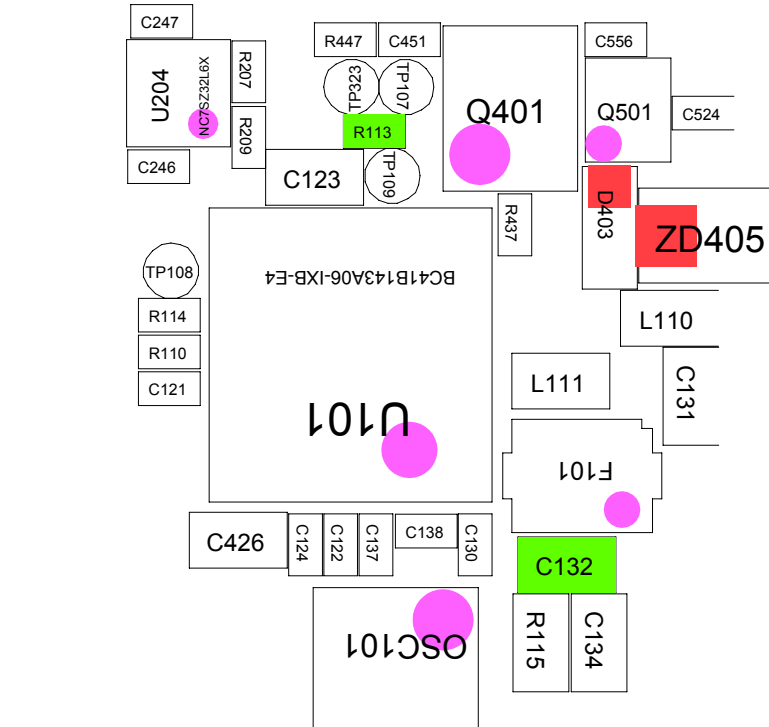 C247
R447
C451
C556
U204
NC7SZ32L6X
R207
TP323
TP107
Q401
Q501
C524
R113
R209
C246
C123
TP109
D403
R437
ZD405
TP108
BC41B143A06-IXB-E4
R114
L110
R110
C121
L111
C131
U101
F101
C426
C124
C122
C137
C138
C130
C132
OSC101
R115
C134